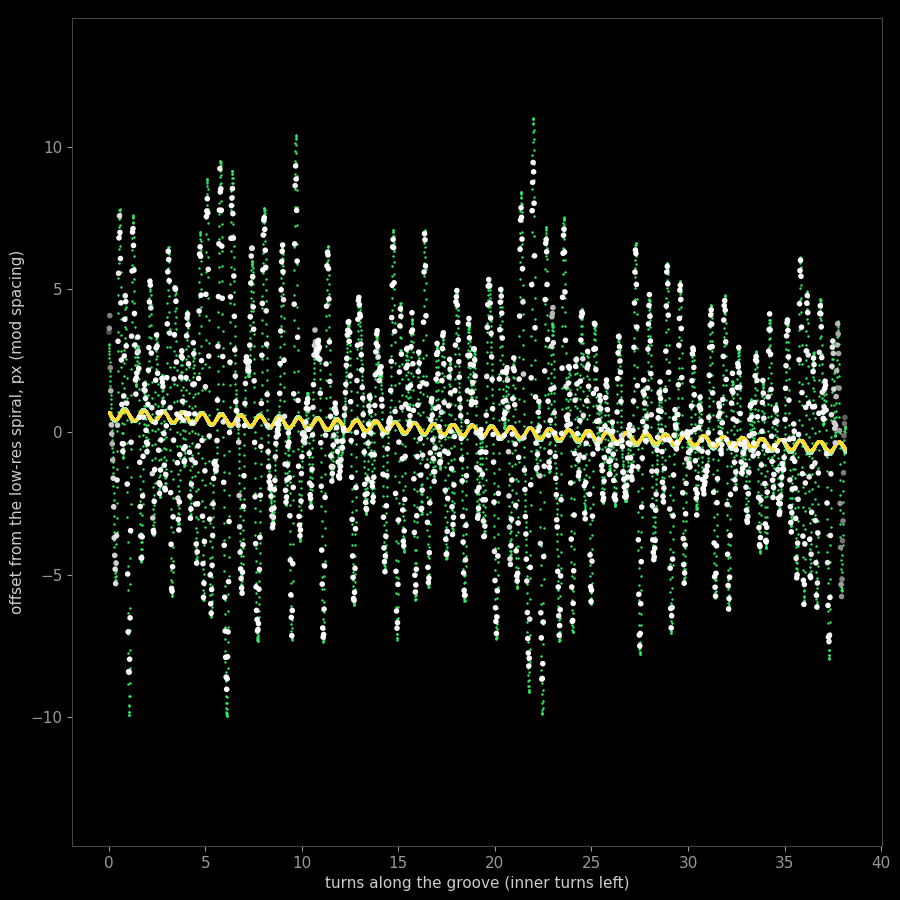 10
5
0
−5
−10
offset from the low-res spiral, px (mod spacing)
0 5 10 15 20 25 30 35 40
turns along the groove (inner turns left)